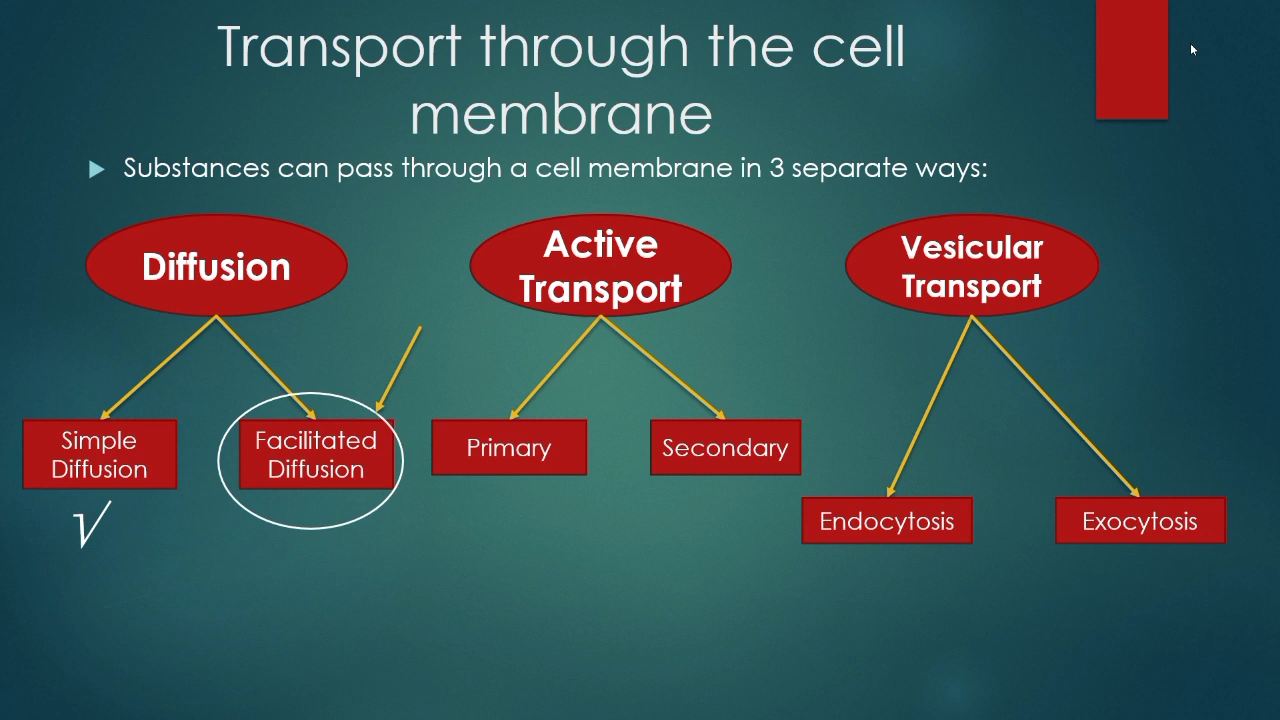 Transport through the cell
membrane
Substances can pass through a cell membrane in 3 separate ways:
Diffusion
Active
Transport
Vesicular
Transport
Simple
Diffusion
Facilitated
Diffusion
Primary
Secondary
Endocytosis
Exocytosis
√